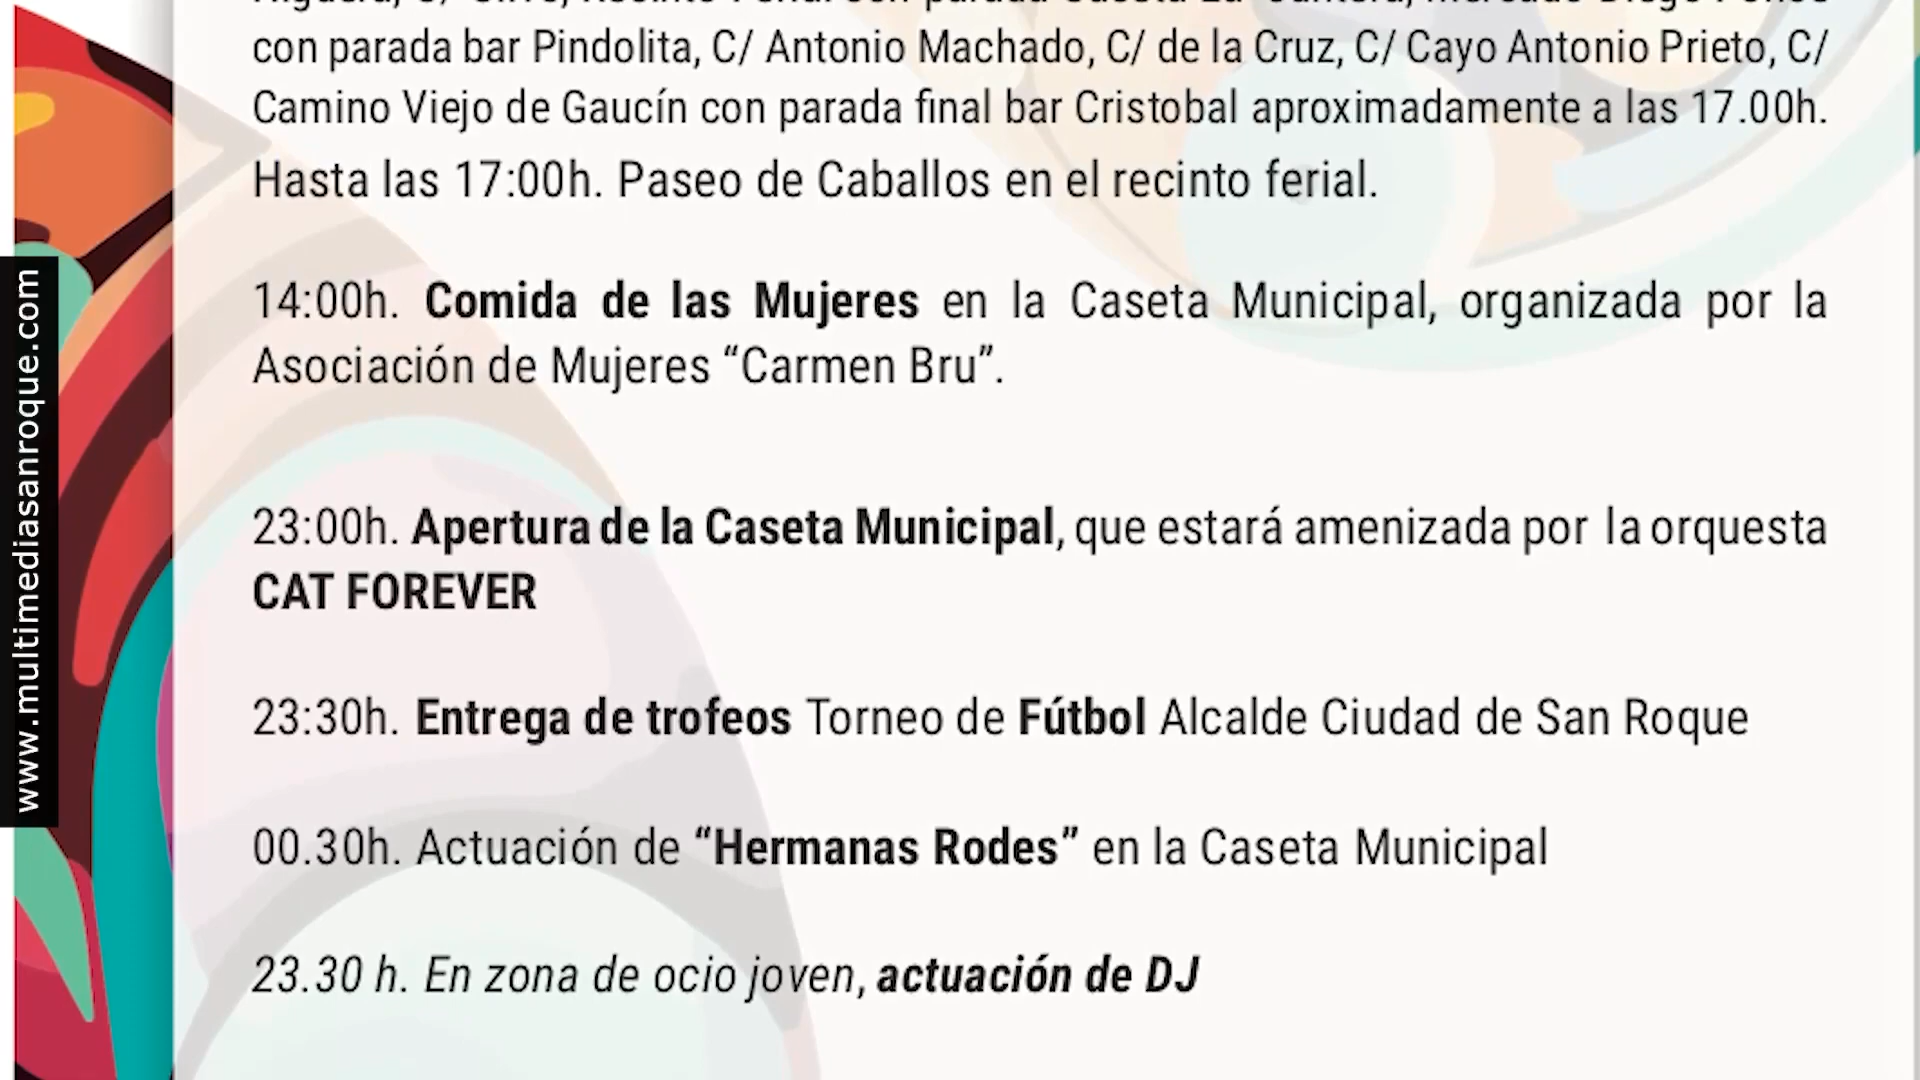 con parada bar Pindolita, C/ Antonio Machado, C/ de la Cruz, C/ Cayo Antonio Prieto, C/
Camino Viejo de Gaucín con parada final bar Cristobal aproximadamente a las 17.00h.
Hasta las 17:00h. Paseo de Caballos en el recinto ferial.
14:00h. Comida de las Mujeres en la Caseta Municipal, organizada por la
Asociación de Mujeres “Carmen Bru”.
23:00h. Apertura de la Caseta Municipal, que estará amenizada por la orquesta
CAT FOREVER
23:30h. Entrega de trofeos Torneo de Fútbol Alcalde Ciudad de San Roque
00.30h. Actuación de “Hermanas Rodes” en la Caseta Municipal
23.30 h. En zona de ocio joven, actuación de DJ
www.multimediasanroque.com